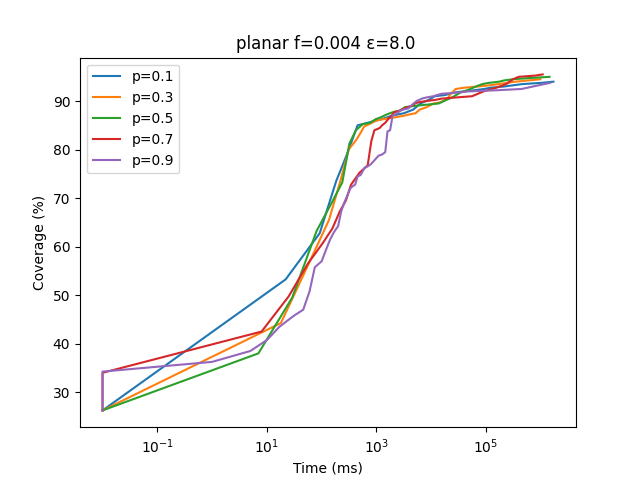 planar f=0.004 ε=8.0
p=0.1
p=0.3
p=0.5
p=0.7
p=0.9
90
80
70
60
50
40
30
Coverage (%)
10⁻¹ 10¹ 10³ 10⁵
Time (ms)